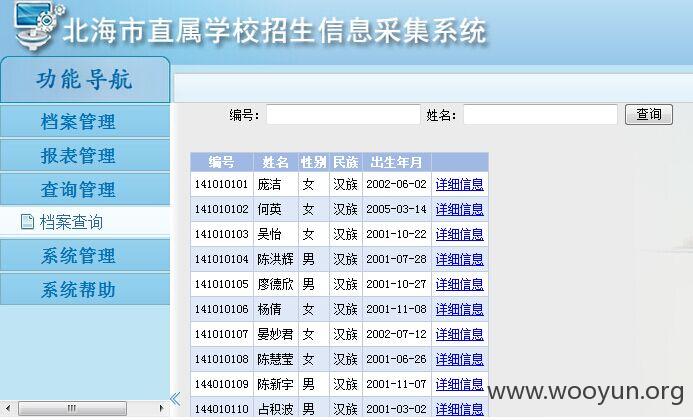 北海市直属学校招生信息采集系统
功能导航
档案管理
报表管理
查询管理
档案查询
系统管理
系统帮助
编号: 姓名: 查询
编号 姓名 性别 民族 出生年月
141010101 庞洁 女 汉族 2002-06-02 详细信息
141010102 何英 女 汉族 2005-03-14 详细信息
141010103 吴怡 女 汉族 2001-10-22 详细信息
141010104 陈洪辉 男 汉族 2001-07-28 详细信息
141010105 廖德欣 男 汉族 2001-10-27 详细信息
141010106 杨倩 女 汉族 2001-11-08 详细信息
141010107 晏妙君 女 汉族 2002-07-12 详细信息
141010108 陈慧莹 女 汉族 2001-06-26 详细信息
144010109 陈新宇 男 汉族 2001-11-07 详细信息
144010110 占积波 男 汉族 2001-03-02 详细信息
www.wooyun.org